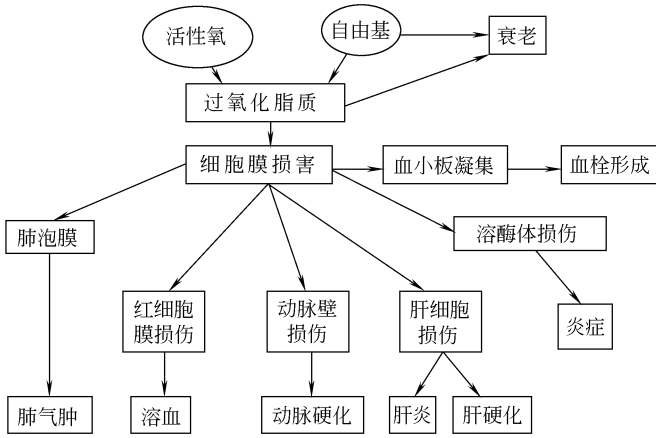 活性氧
自由基
衰老
过氧化脂质
细胞膜损害
血小板凝集
血栓形成
肺泡膜
溶酶体损伤
红细胞
膜损伤
动脉壁
损伤
肝细胞
损伤
炎症
肺气肿
溶血
动脉硬化
肝炎
肝硬化